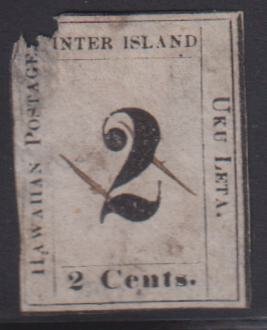 INTER ISLAND
HAWAIIAN POSTAGE.
2
UKU LETA.
2 Cents.